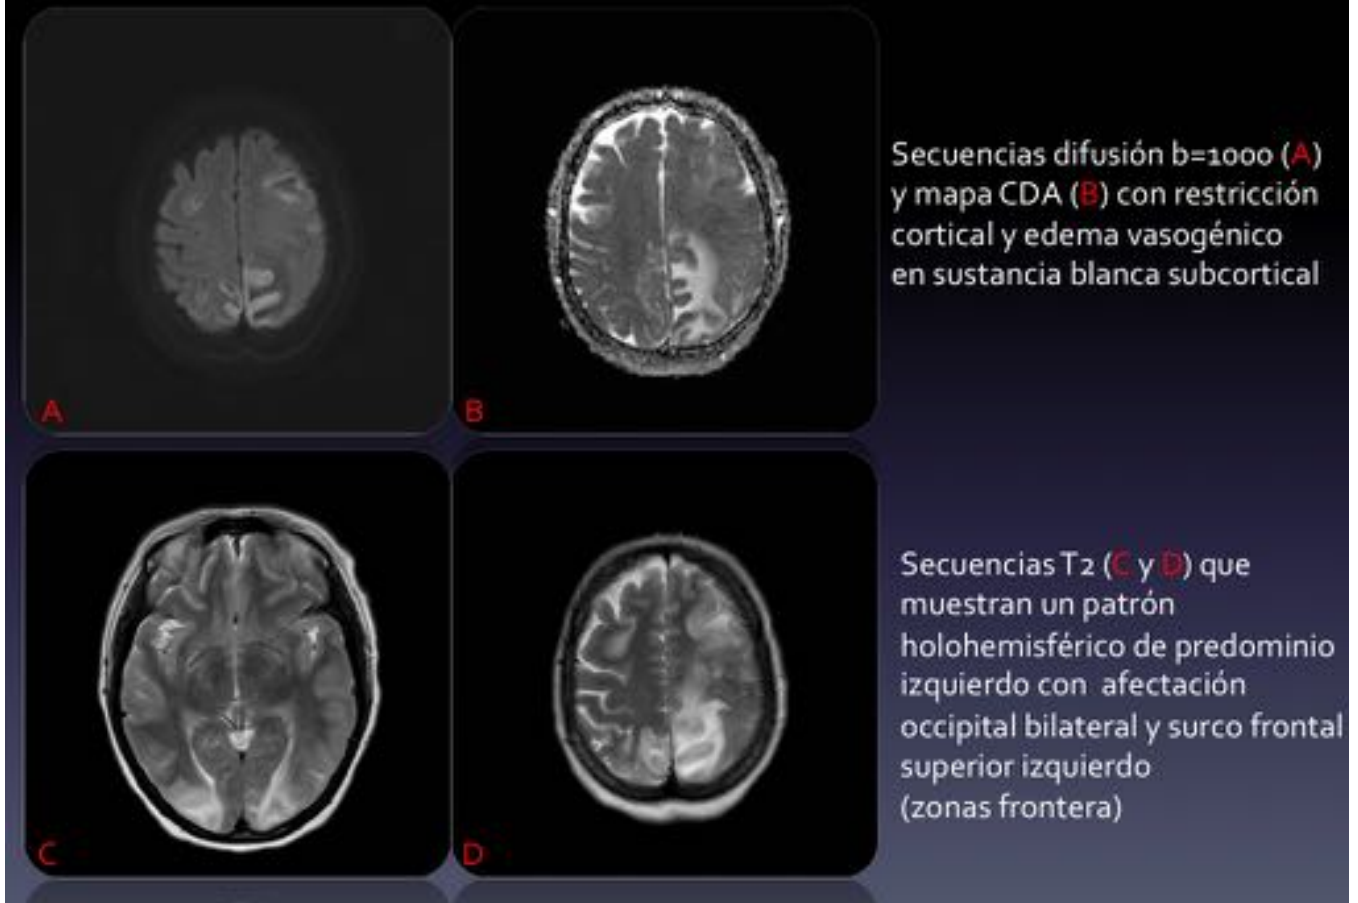 A
B
Secuencias difusión b=1000 (A)
y mapa CDA (B) con restricción
cortical y edema vasogénico
en sustancia blanca subcortical
C
D
Secuencias T2 (C y D) que
muestran un patrón
holohemisférico de predominio
izquierdo con afectación
occipital bilateral y surco frontal
superior izquierdo
(zonas frontera)